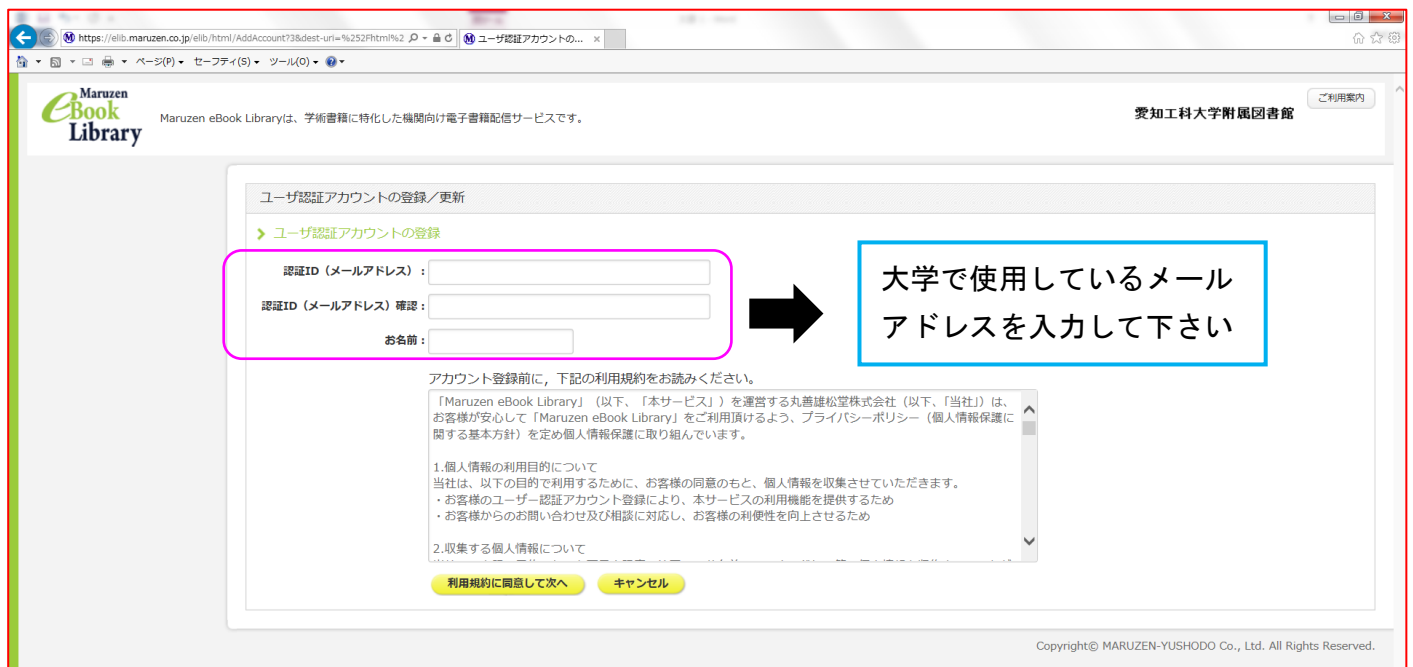 https://elib.maruzen.co.jp/elib/html/AddAccount?3&dest-uri=%252Fhtml%2
ユーザ認証アカウントの... ×
ページ(P) セーフティ(S) ツール(O)
Maruzen
eBook
Library
Maruzen eBook Libraryは、学術書籍に特化した機関向け電子書籍配信サービスです。
愛知工科大学附属図書館
ご利用案内
ユーザ認証アカウントの登録／更新
ユーザ認証アカウントの登録
認証ID（メールアドレス）:
認証ID（メールアドレス）確認:
お名前:
大学で使用しているメール
アドレスを入力して下さい
アカウント登録前に，下記の利用規約をお読みください。
「Maruzen eBook Library」（以下、「本サービス」）を運営する丸善雄松堂株式会社（以下、「当社」）は、
お客様が安心して「Maruzen eBook Library」をご利用頂けるよう、プライバシーポリシー（個人情報保護に
関する基本方針）を定め個人情報保護に取り組んでいます。
1.個人情報の利用目的について
当社は、以下の目的で利用するために、お客様の同意のもと、個人情報を収集させていただきます。
・お客様のユーザー認証アカウント登録により、本サービスの利用機能を提供するため
・お客様からのお問い合わせ及び相談に対応し、お客様の利便性を向上させるため
2.収集する個人情報について
利用規約に同意して次へ
キャンセル
Copyright© MARUZEN-YUSHODO Co., Ltd. All Rights Reserved.